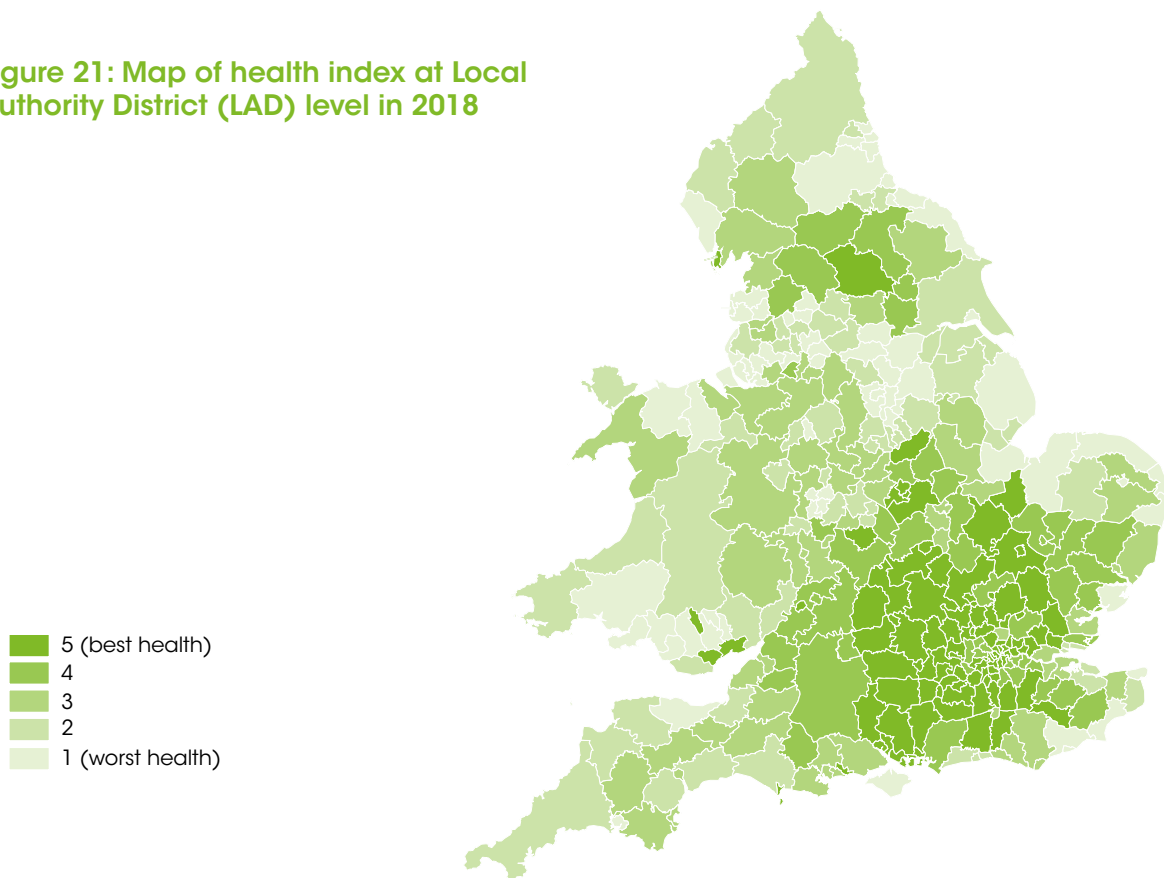 gure 21: Map of health index at Local
uthority District (LAD) level in 2018
5 (best health)
4
3
2
1 (worst health)